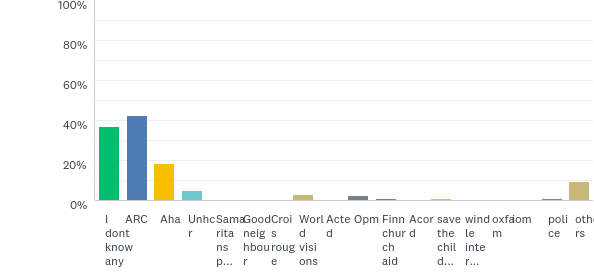 100%
80%
60%
40%
20%
0%
I dont know any
ARC
Aha
Unhc r
Sama rita ns p...
Good neig hbou r
Croi s roug e
Worl d visi ons
Acte d
Opm
Finn chur ch aid
Acor d
save the chil d...
wind le inte r...
oxfa m
iom
poli ce
othe rs